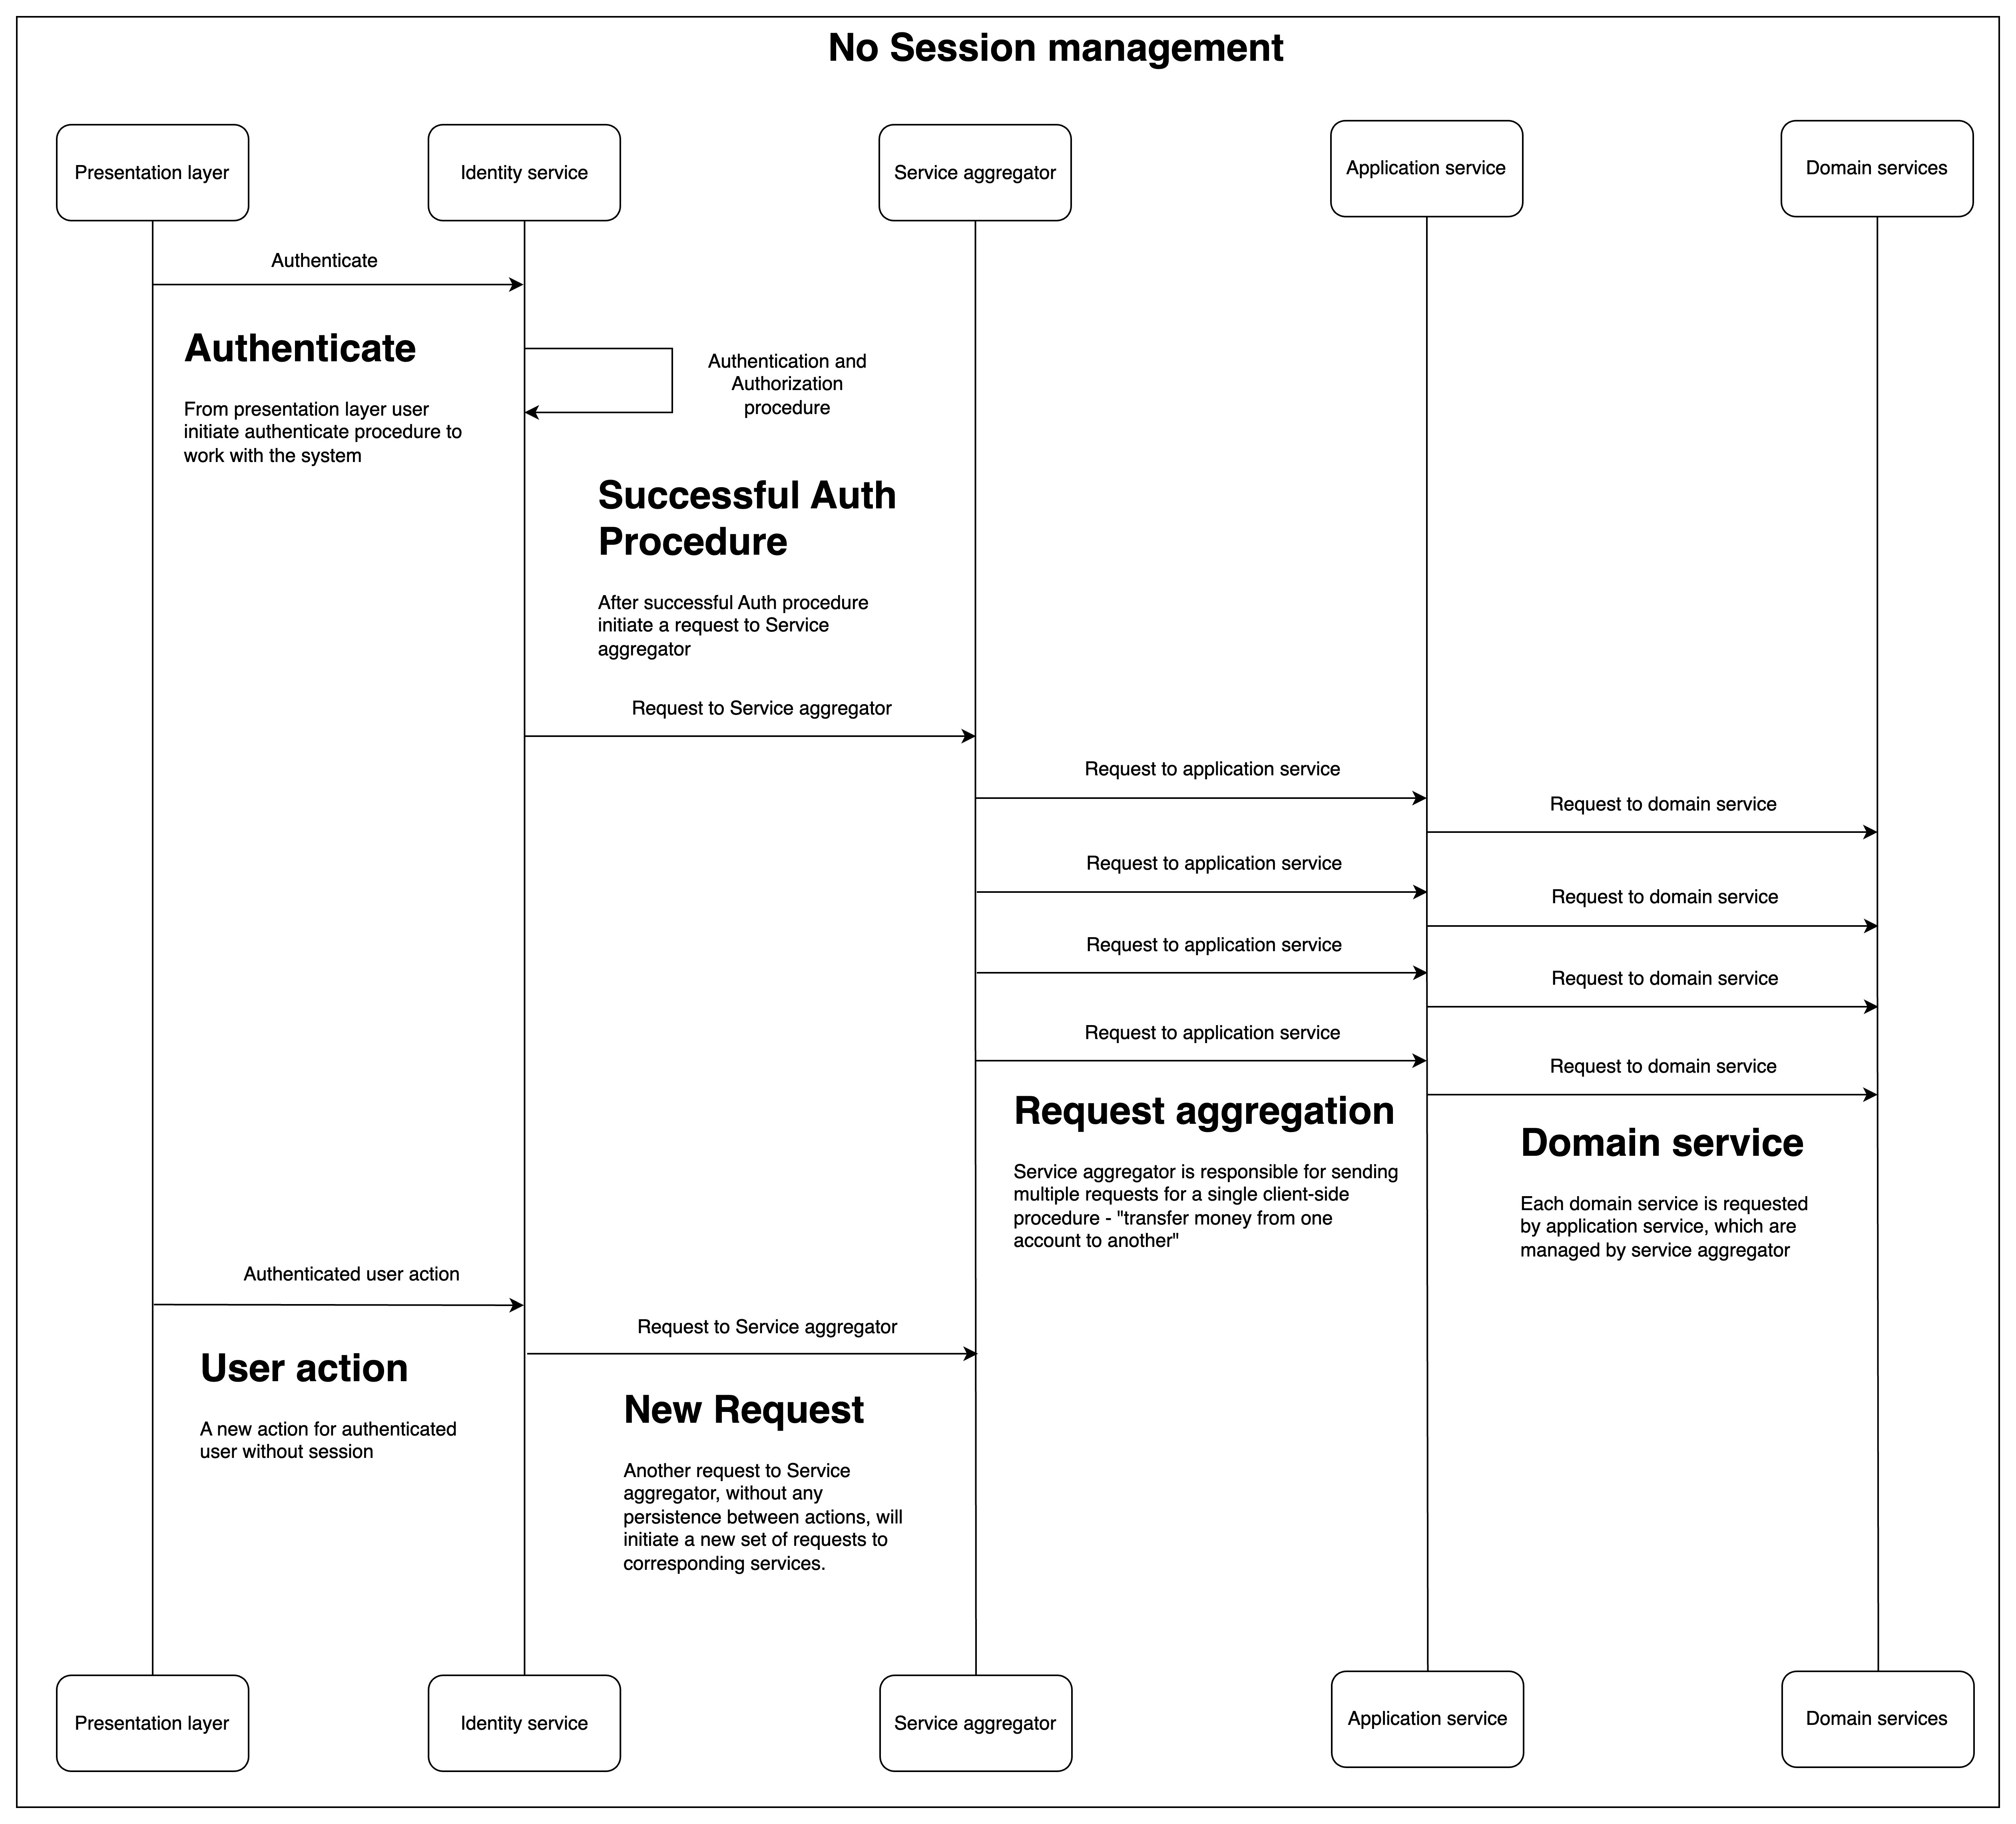 No Session management
Presentation layer
Identity service
Service aggregator
Application service
Domain services
Authenticate
Authenticate
From presentation layer user
initiate authenticate procedure to
work with the system
Authentication and
Authorization
procedure
Successful Auth
Procedure
After successful Auth procedure
initiate a request to Service
aggregator
Request to Service aggregator
Request to application service
Request to domain service
Request to application service
Request to domain service
Request to application service
Request to domain service
Request to application service
Request to domain service
Request aggregation
Service aggregator is responsible for sending
multiple requests for a single client-side
procedure - "transfer money from one
account to another"
Domain service
Each domain service is requested
by application service, which are
managed by service aggregator
Authenticated user action
Request to Service aggregator
User action
A new action for authenticated
user without session
New Request
Another request to Service
aggregator, without any
persistence between actions, will
initiate a new set of requests to
corresponding services.
Presentation layer
Identity service
Service aggregator
Application service
Domain services